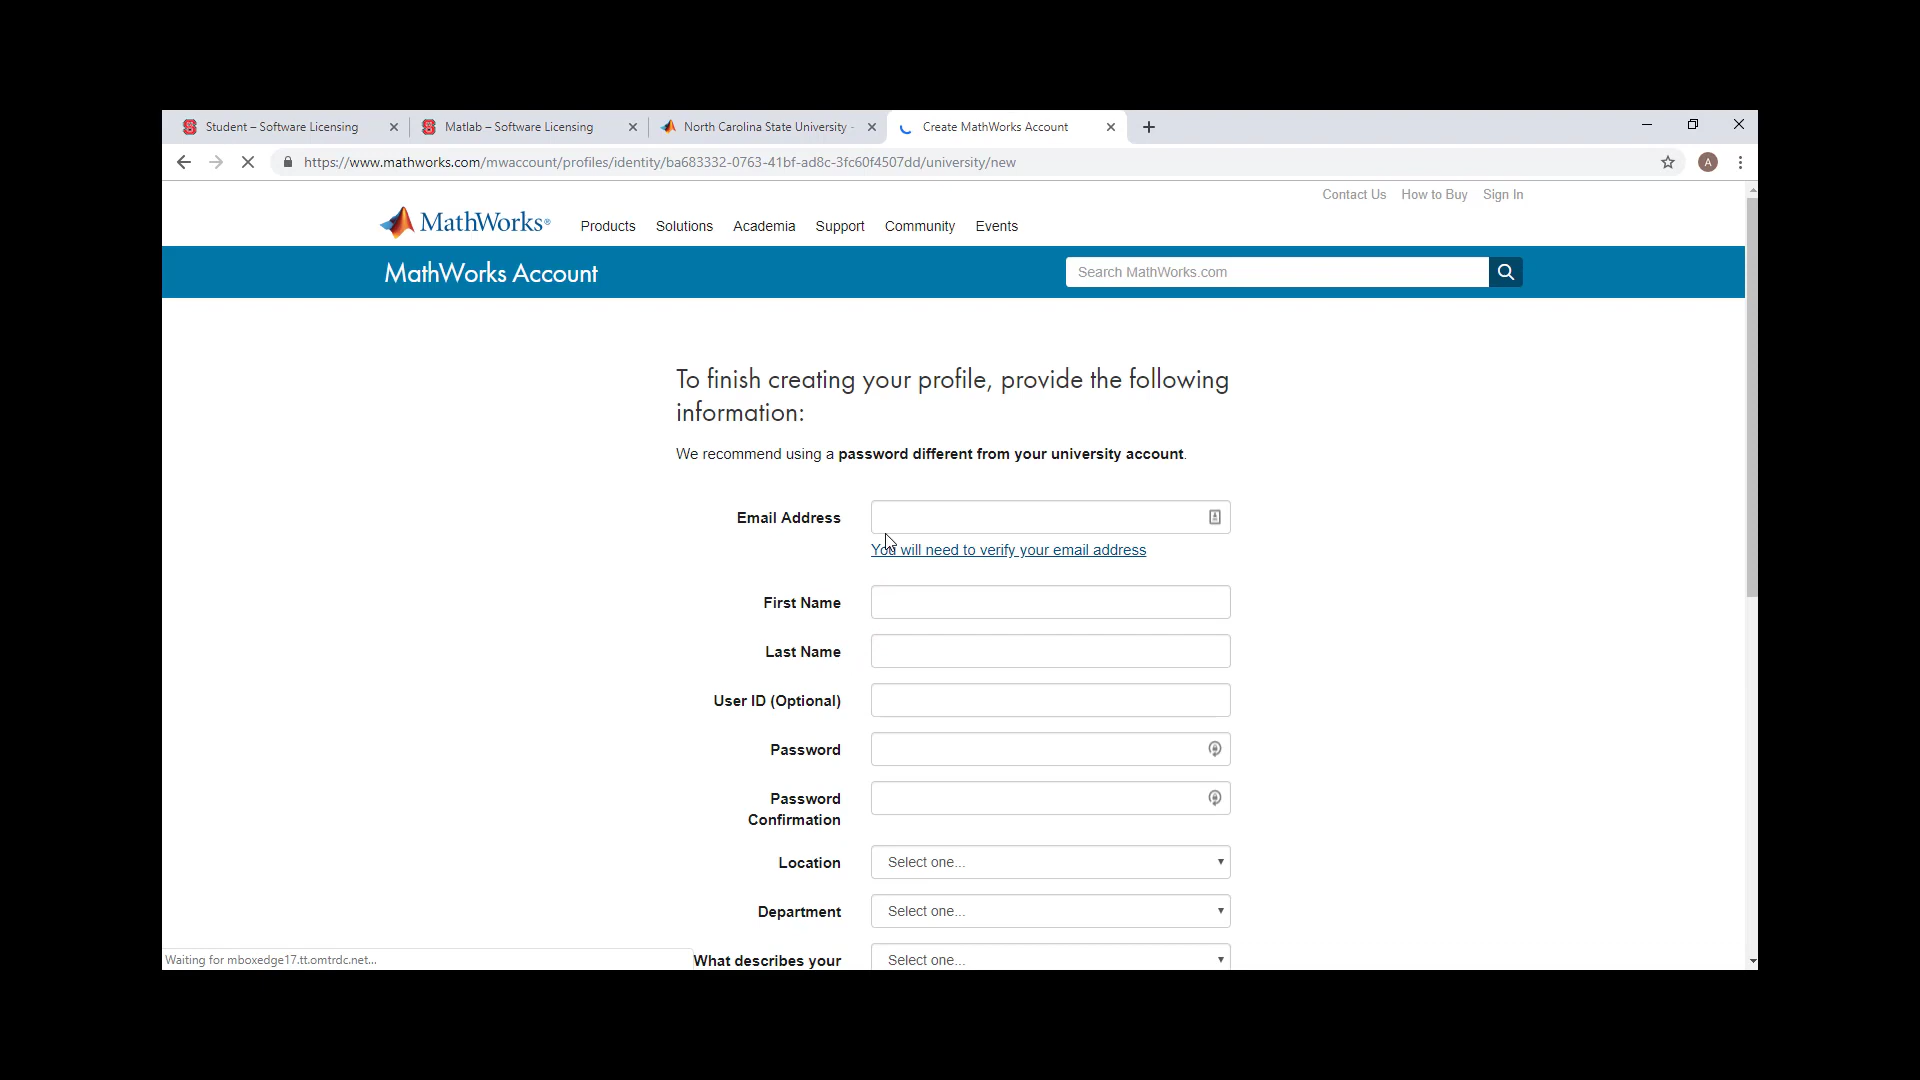 Student – Software Licensing
Matlab – Software Licensing
North Carolina State University -
Create MathWorks Account
https://www.mathworks.com/mwaccount/profiles/identity/ba683332-0763-41bf-ad8c-3fc60f4507dd/university/new
A
Contact Us How to Buy Sign In
MathWorks®
Products Solutions Academia Support Community Events
MathWorks Account
Search MathWorks.com
To finish creating your profile, provide the following
information:
We recommend using a password different from your university account.
Email Address
You will need to verify your email address
First Name
Last Name
User ID (Optional)
Password
Password
Confirmation
Location Select one...
Department Select one...
What describes your Select one...
Waiting for mboxedge17.tt.omtrdc.net...